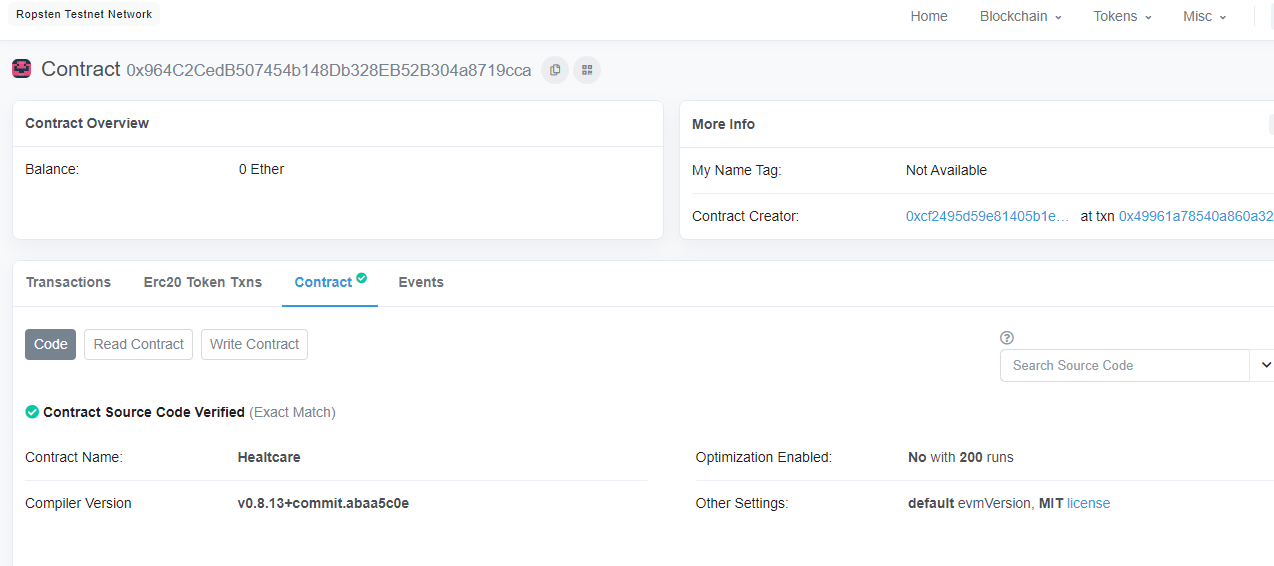 Ropsten Testnet Network
Home Blockchain Tokens Misc
Contract 0x964C2CedB507454b148Db328EB52B304a8719cca
Contract Overview
Balance: 0 Ether
More Info
My Name Tag: Not Available
Contract Creator: 0xcf2495d59e81405b1e... at txn 0x49961a78540a860a32
Transactions Erc20 Token Txns Contract Events
Code Read Contract Write Contract
Search Source Code
Contract Source Code Verified (Exact Match)
Contract Name: Healtcare
Compiler Version v0.8.13+commit.abaa5c0e
Optimization Enabled: No with 200 runs
Other Settings: default evmVersion, MIT license